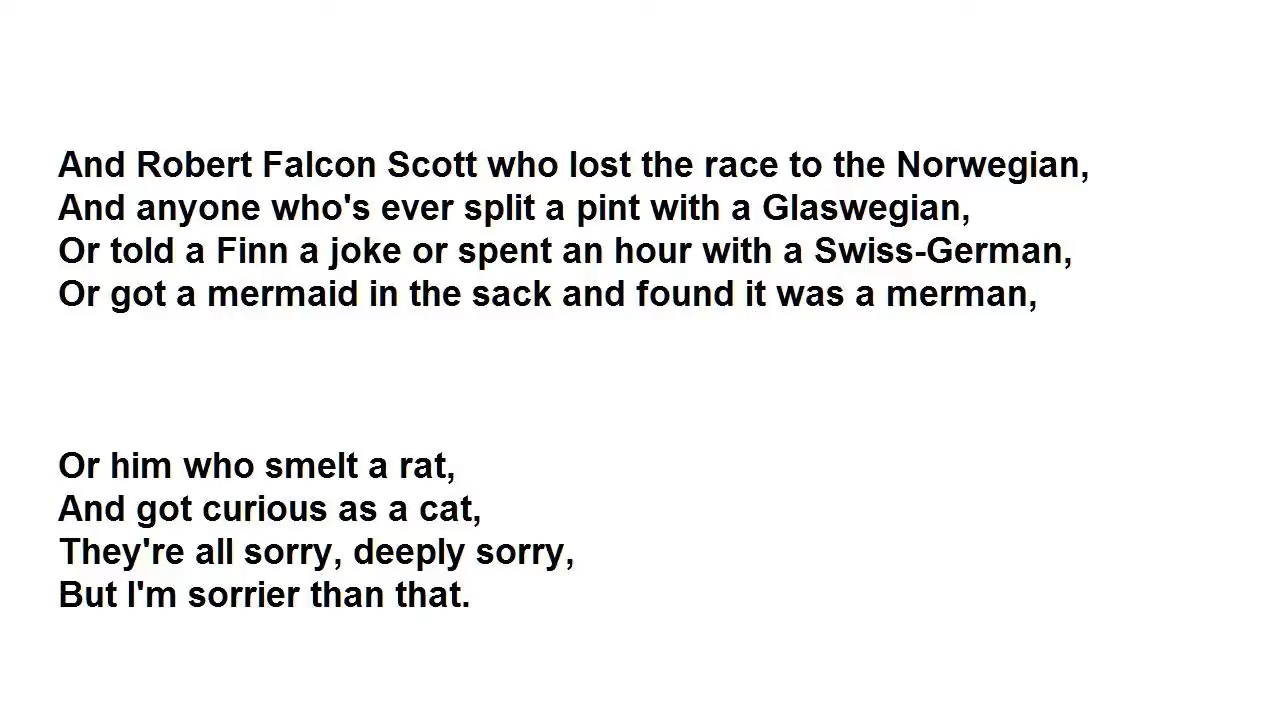 And Robert Falcon Scott who lost the race to the Norwegian,
And anyone who's ever split a pint with a Glaswegian,
Or told a Finn a joke or spent an hour with a Swiss-German,
Or got a mermaid in the sack and found it was a merman,
Or him who smelt a rat,
And got curious as a cat,
They're all sorry, deeply sorry,
But I'm sorrier than that.